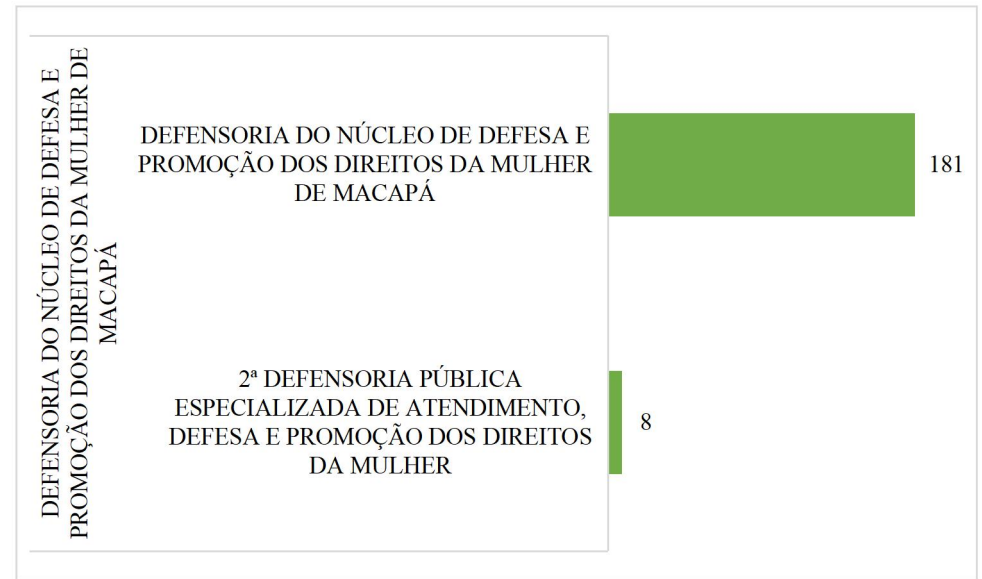 DEFENSORIA DO NÚCLEO DE DEFESA E
PROMOÇÃO DOS DIREITOS DA MULHER DE
MACAPÁ
DEFENSORIA DO NÚCLEO DE DEFESA E
PROMOÇÃO DOS DIREITOS DA MULHER
DE MACAPÁ
181
2ª DEFENSORIA PÚBLICA
ESPECIALIZADA DE ATENDIMENTO,
DEFESA E PROMOÇÃO DOS DIREITOS
DA MULHER
8